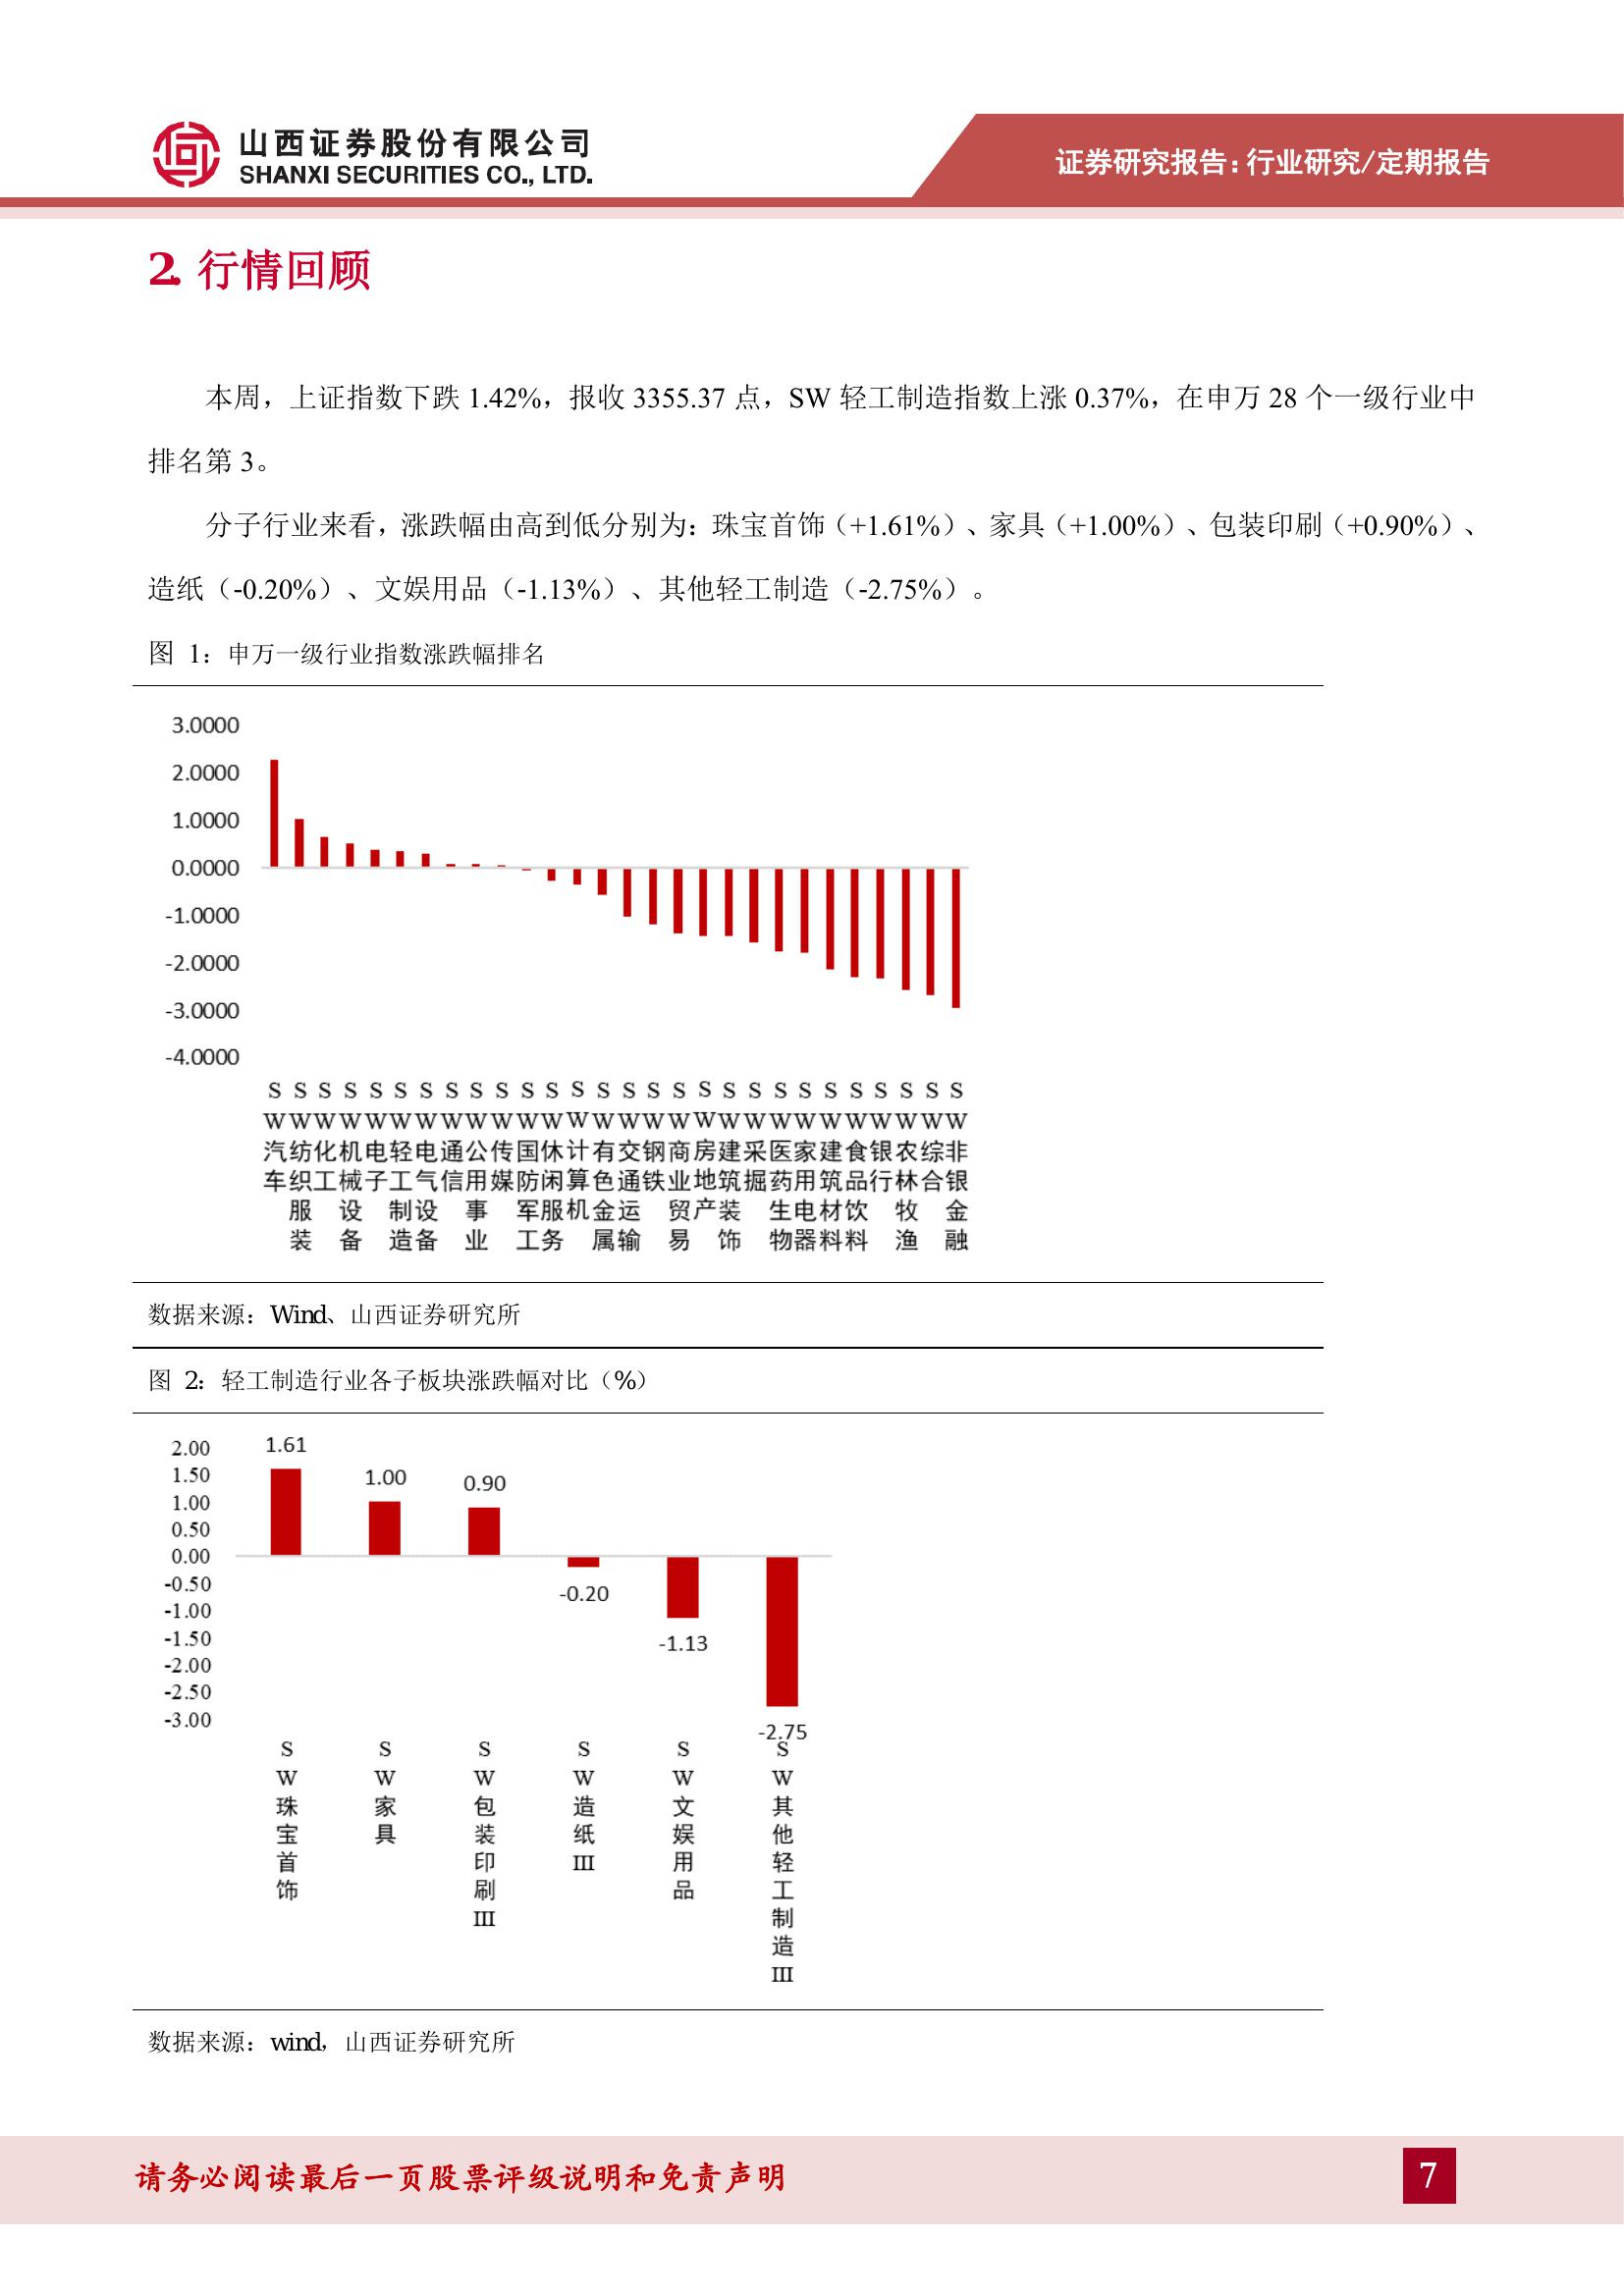 山西证券股份有限公司
SHANXI SECURITIES CO., LTD.
证券研究报告:行业研究/定期报告
2. 行情回顾
本周，上证指数下跌 1.42%，报收 3355.37 点，SW 轻工制造指数上涨 0.37%，在申万 28 个一级行业中
排名第 3。
分子行业来看，涨跌幅由高到低分别为：珠宝首饰（+1.61%）、家具（+1.00%）、包装印刷（+0.90%）、
造纸（-0.20%）、文娱用品（-1.13%）、其他轻工制造（-2.75%）。
图 1：申万一级行业指数涨跌幅排名
3.0000
2.0000
1.0000
0.0000
-1.0000
-2.0000
-3.0000
-4.0000
SW汽车
SW纺织服装
SW化工
SW机械设备
SW电子
SW轻工制造
SW电气设备
SW通信
SW公用事业
SW传媒
SW国防军工
SW休闲服务
SW计算机
SW有色金属
SW交通运输
SW钢铁
SW商业贸易
SW房地产
SW建筑装饰
SW采掘
SW医药生物
SW家用电器
SW建筑材料
SW食品饮料
SW银行
SW农林牧渔
SW综合
SW非银金融
数据来源：Wind、山西证券研究所
图 2：轻工制造行业各子板块涨跌幅对比（%）
2.00
1.50
1.00
0.50
0.00
-0.50
-1.00
-1.50
-2.00
-2.50
-3.00
1.61
1.00
0.90
-0.20
-1.13
-2.75
SW珠宝首饰
SW家具
SW包装印刷Ⅲ
SW造纸Ⅲ
SW文娱用品
SW其他轻工制造Ⅲ
数据来源：wind，山西证券研究所
请务必阅读最后一页股票评级说明和免责声明
7